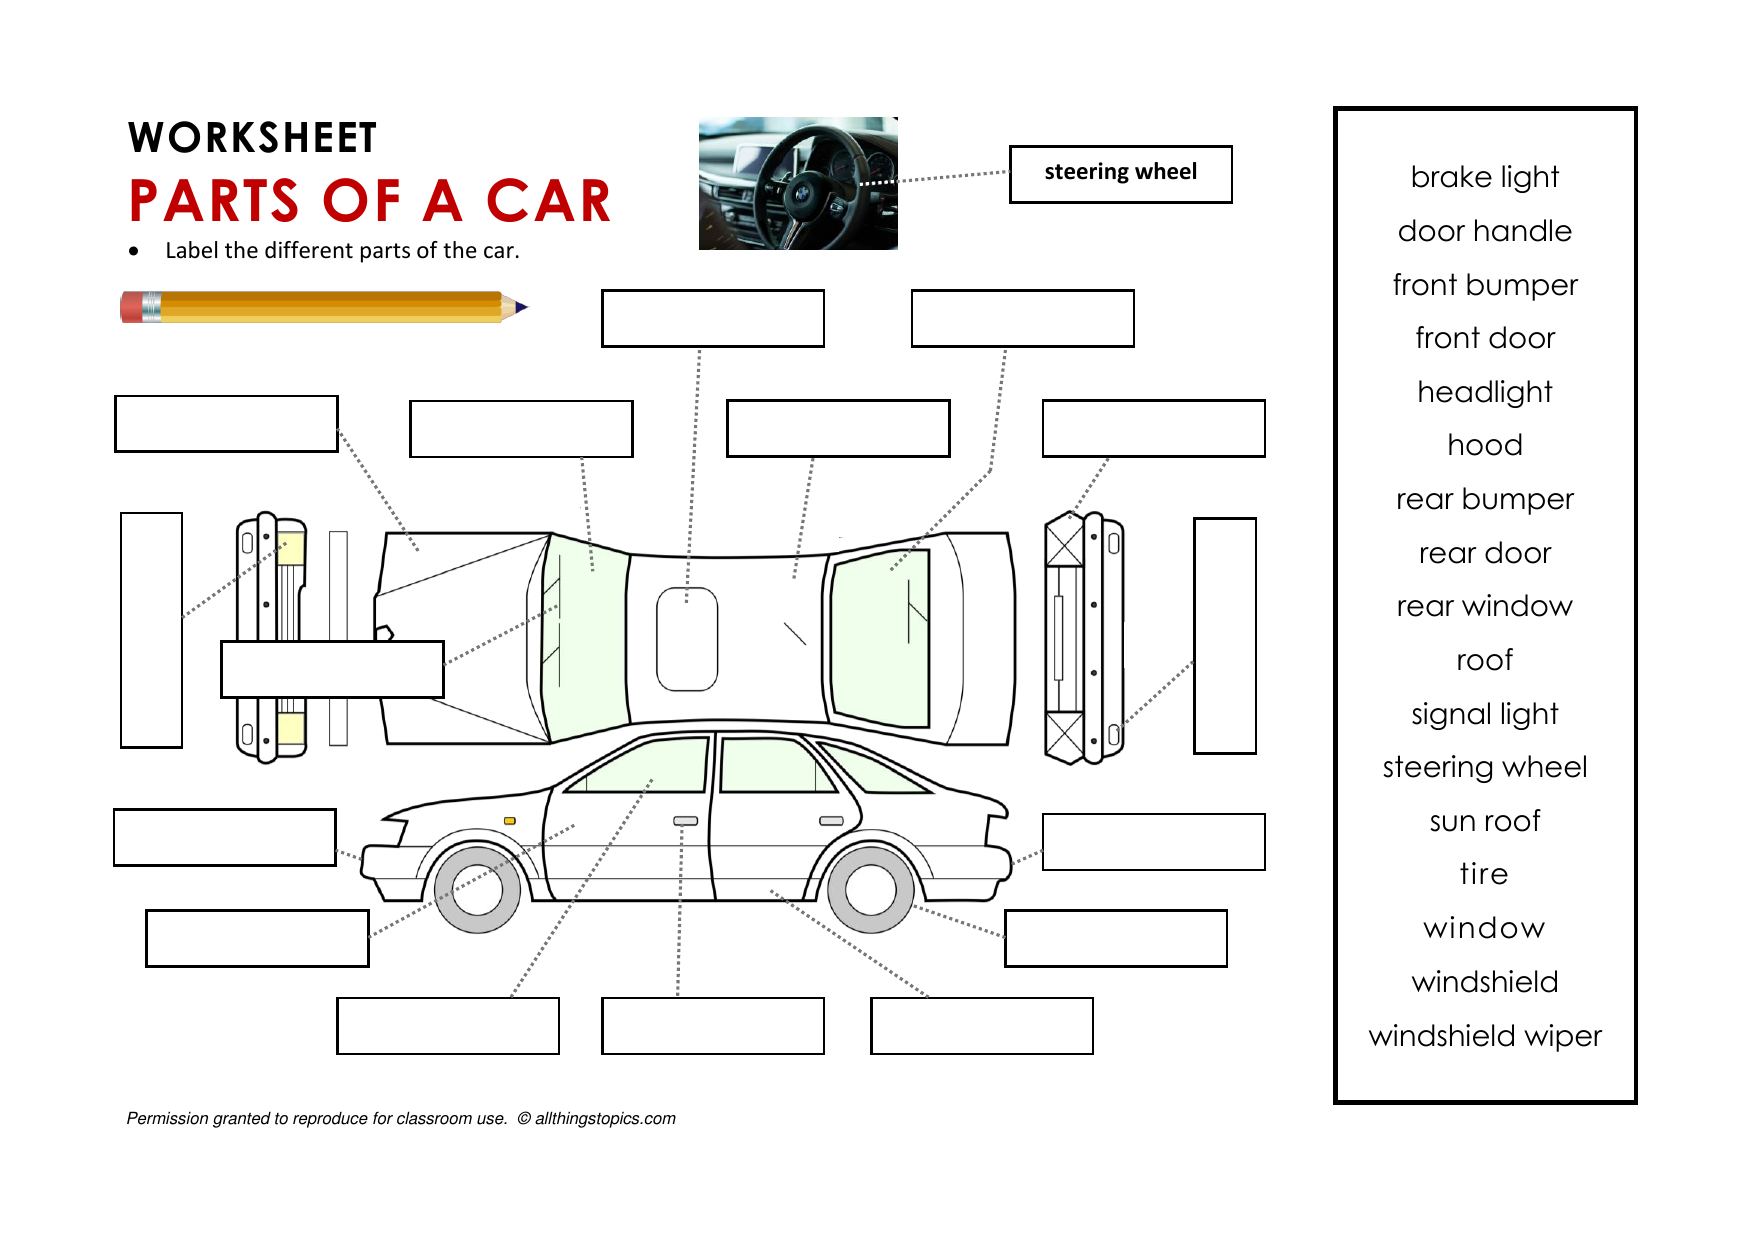 WORKSHEET
PARTS OF A CAR
• Label the different parts of the car.
steering wheel
brake light
door handle
front bumper
front door
headlight
hood
rear bumper
rear door
rear window
roof
signal light
steering wheel
sun roof
tire
window
windshield
windshield wiper
Permission granted to reproduce for classroom use. © allthingstopics.com